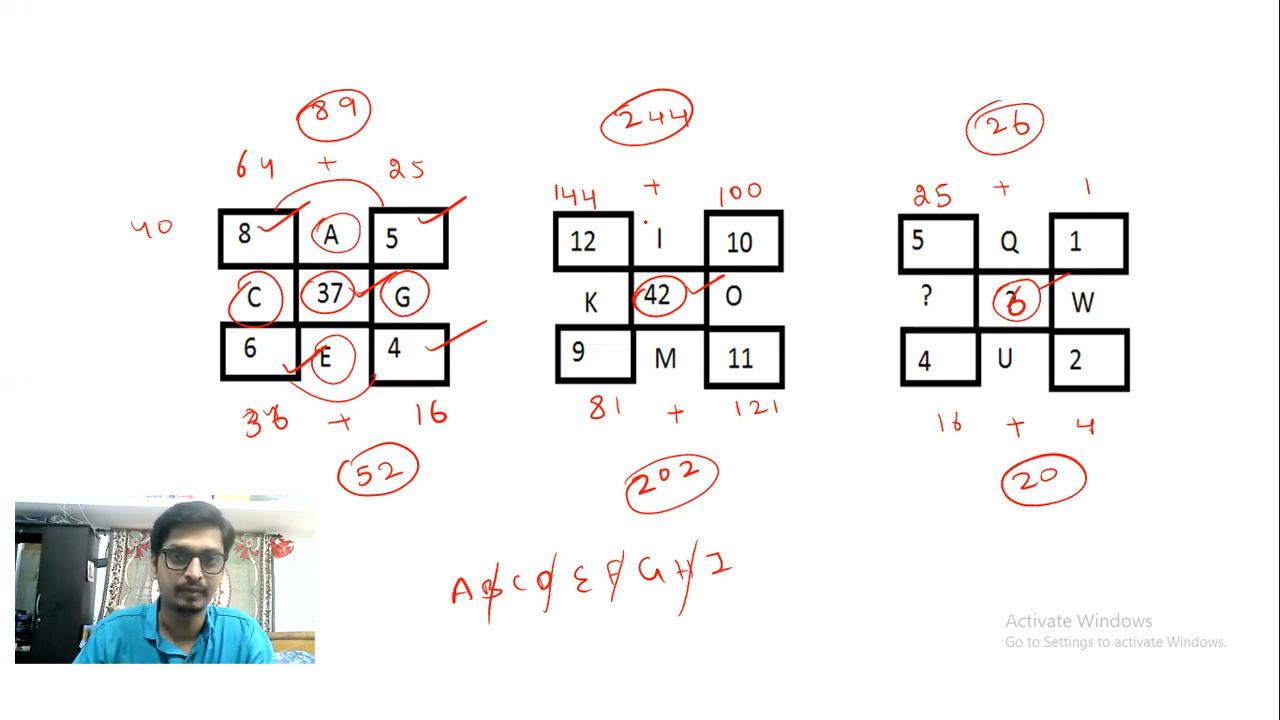 89 244 26
64 + 25 144 + 100 25 + 1
40
8 A 5 12 I 10 5 Q 1
C 37 G K 42 O ? 6 W
6 E 4 9 M 11 4 U 2
36 + 16 81 + 121 16 + 4
52 202 20
A B C D E F G H I
Activate Windows
Go to Settings to activate Windows.